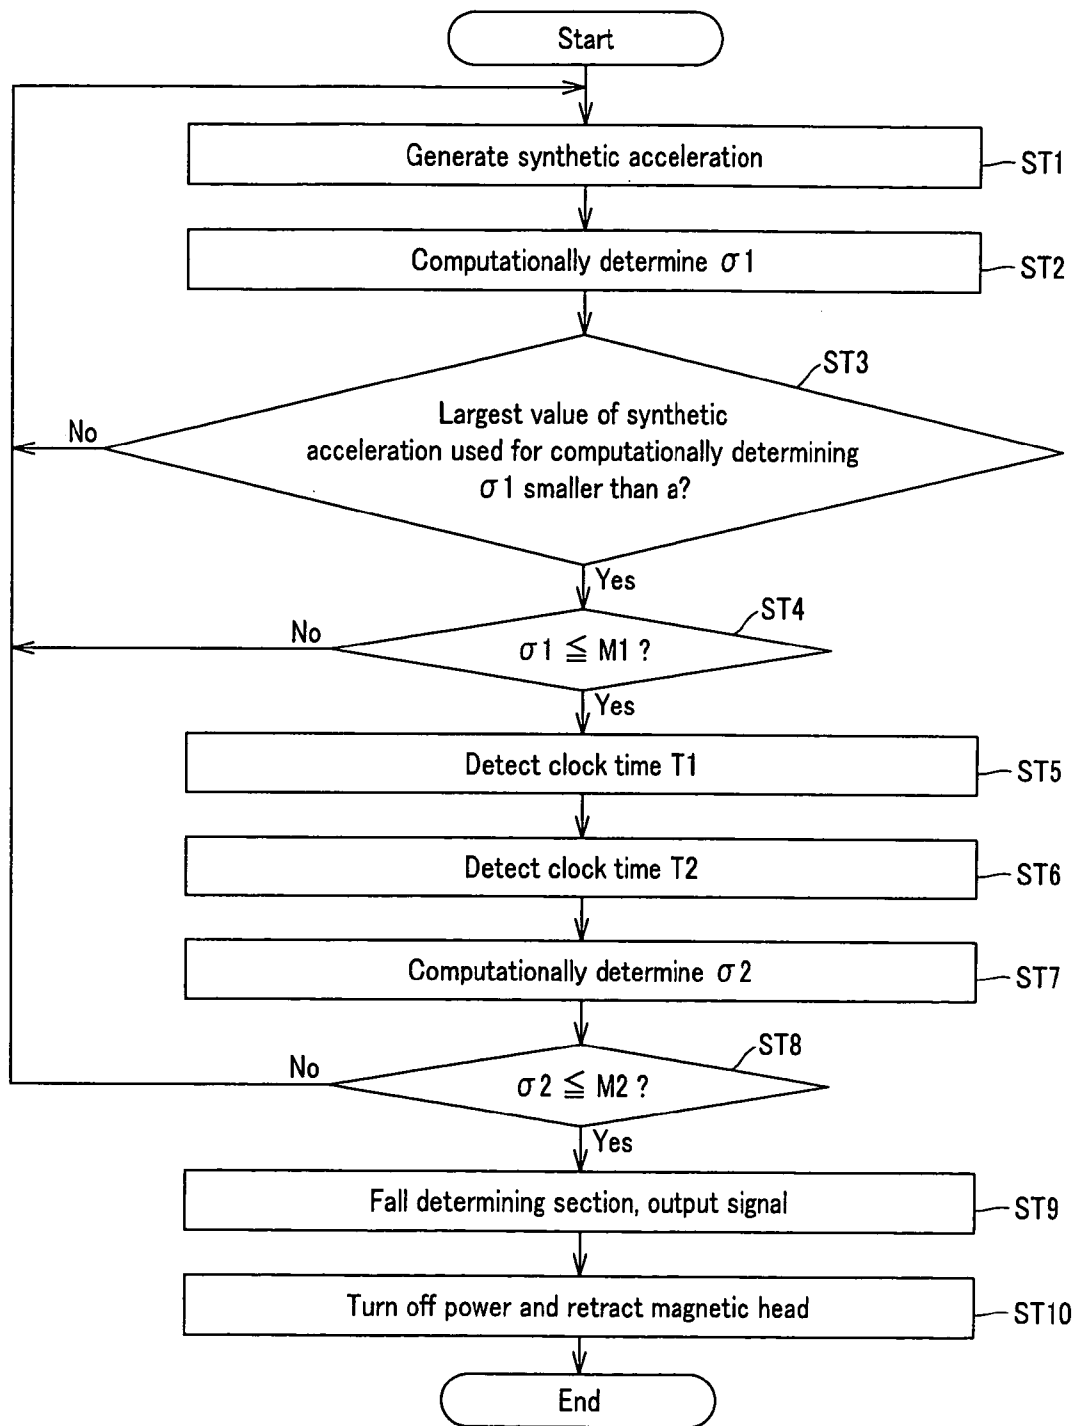 Start
Generate synthetic acceleration
ST1
Computationally determine σ1
ST2
ST3
Largest value of synthetic
acceleration used for computationally determining
σ1 smaller than a?
No
Yes
ST4
No
σ1 ≦ M1 ?
Yes
Detect clock time T1
ST5
Detect clock time T2
ST6
Computationally determine σ2
ST7
ST8
No
σ2 ≦ M2 ?
Yes
Fall determining section, output signal
ST9
Turn off power and retract magnetic head
ST10
End